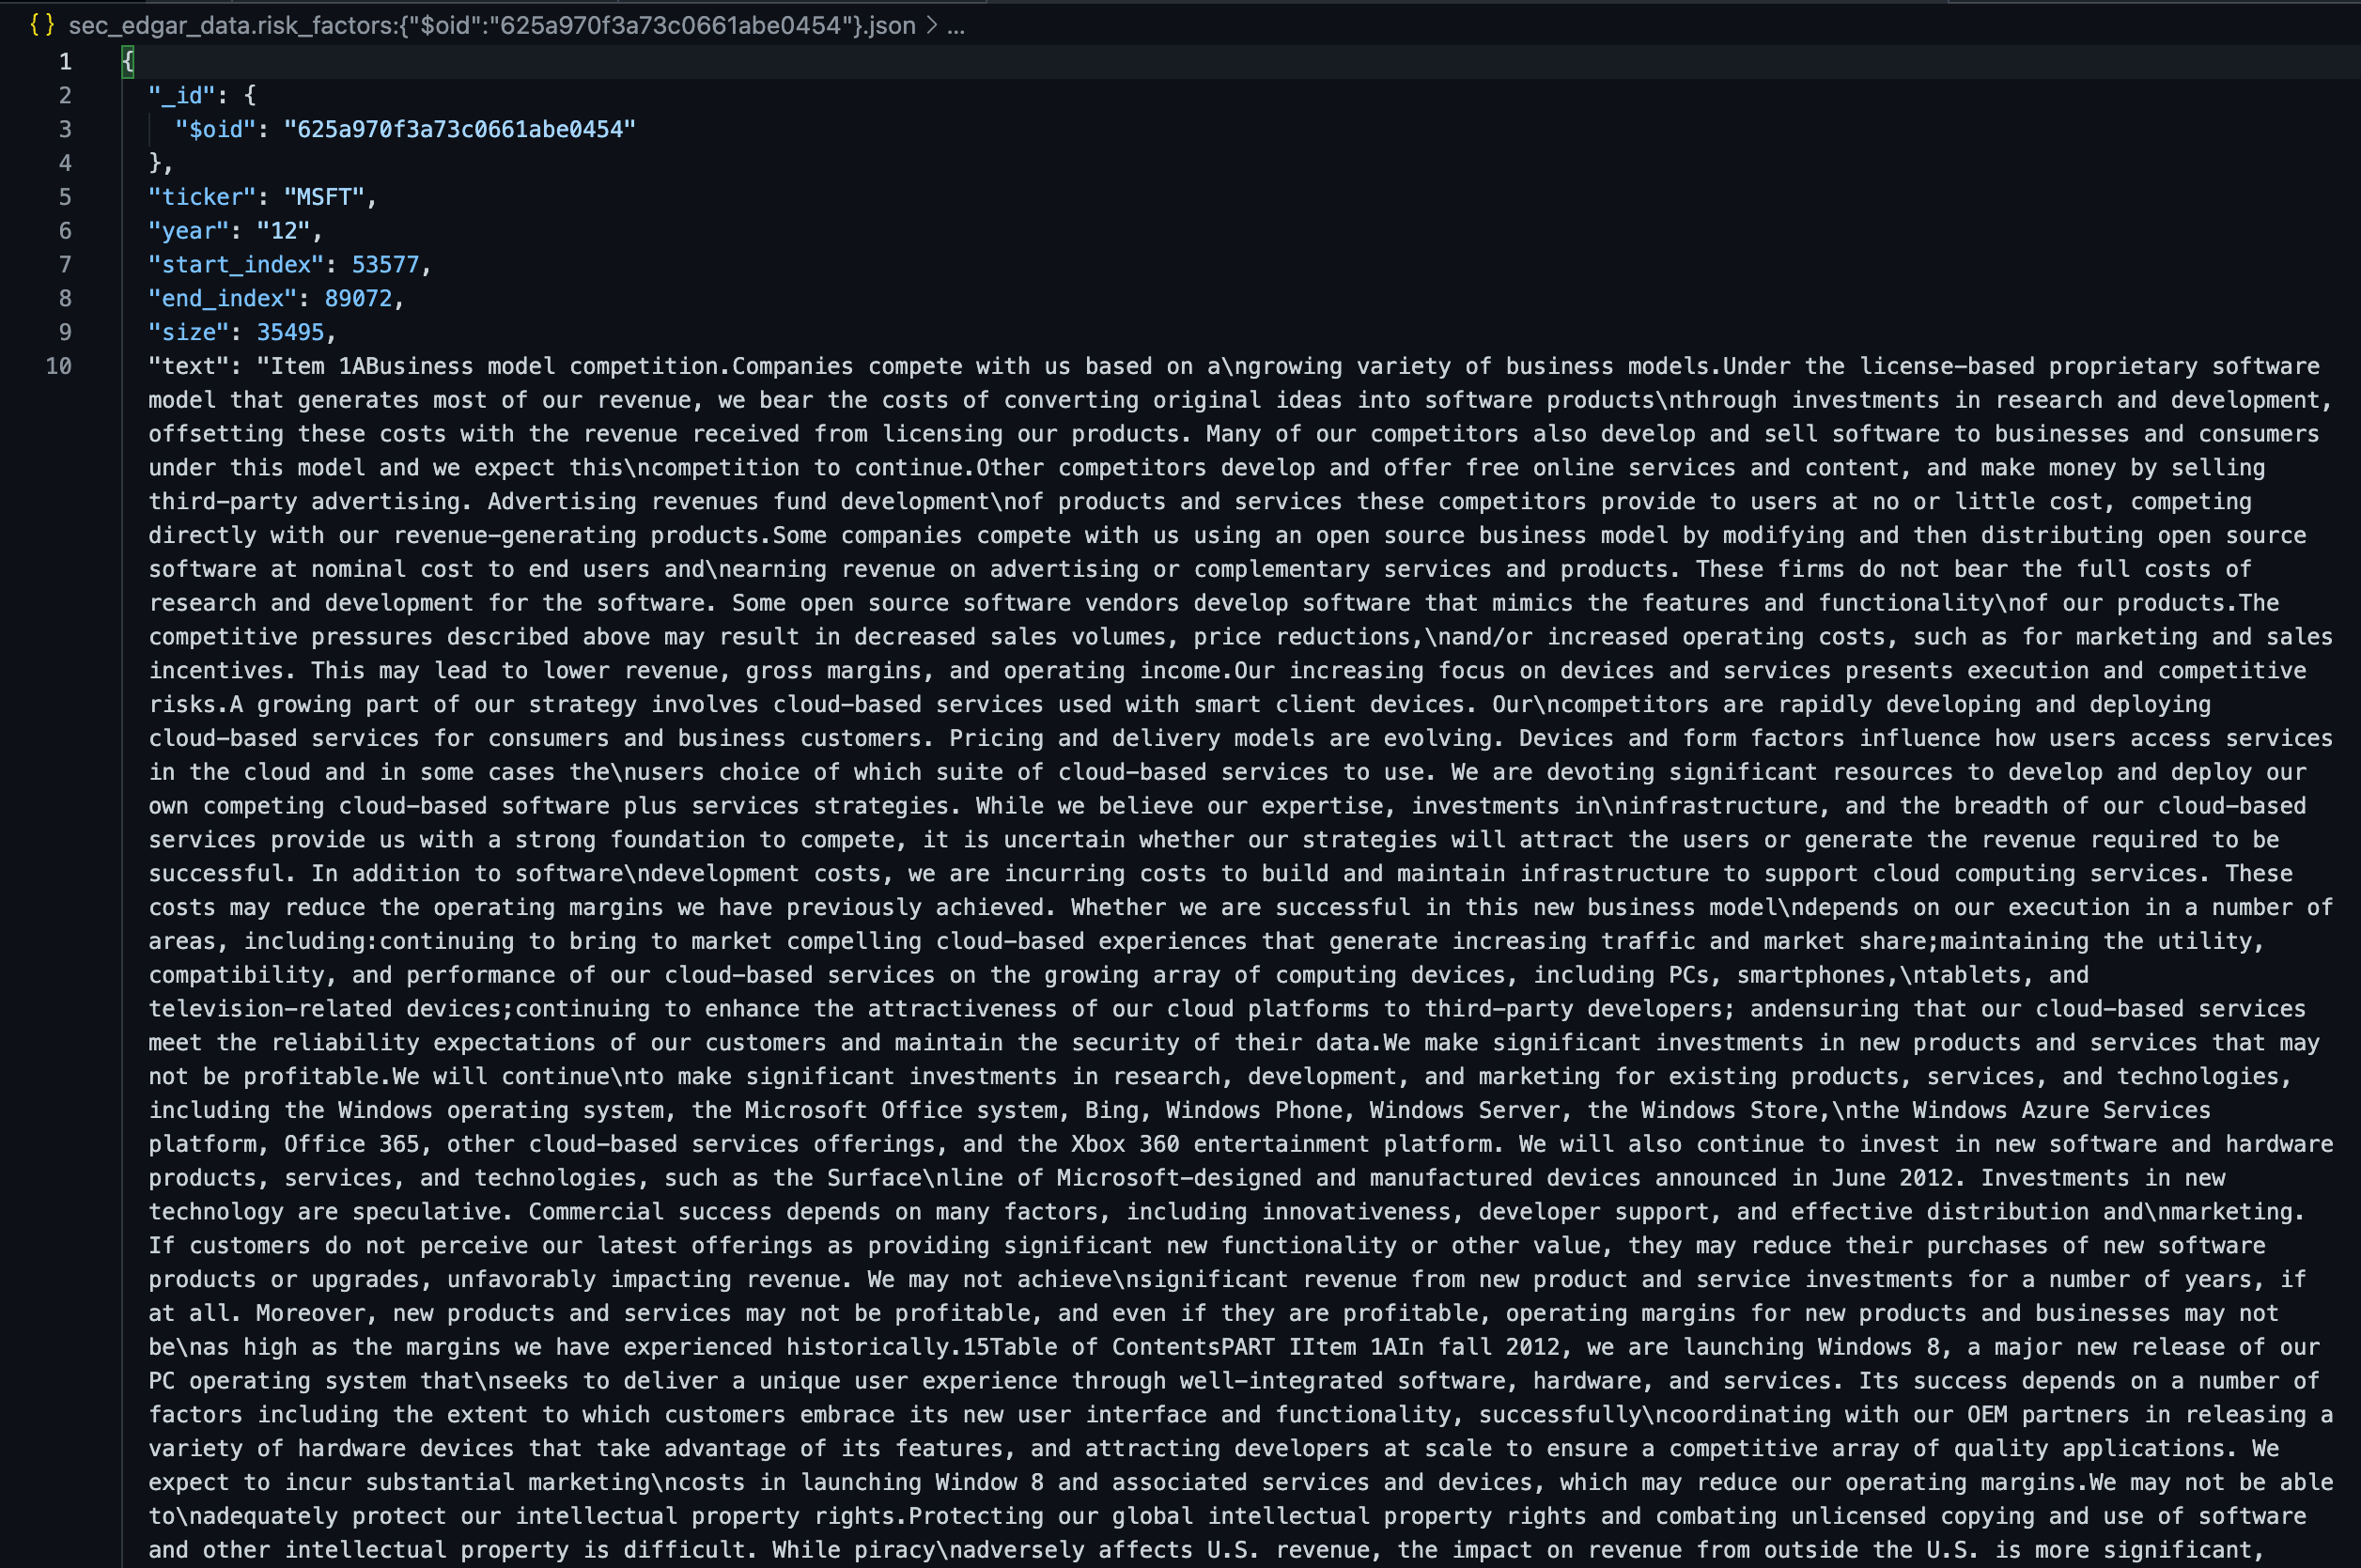 {} sec_edgar_data.risk_factors:{"$oid":"625a970f3a73c0661abe0454"}.json > ...
1 {
2 "_id": {
3 "$oid": "625a970f3a73c0661abe0454"
4 },
5 "ticker": "MSFT",
6 "year": "12",
7 "start_index": 53577,
8 "end_index": 89072,
9 "size": 35495,
10 "text": "Item 1ABusiness model competition.Companies compete with us based on a\ngrowing variety of business models.Under the license-based proprietary software
model that generates most of our revenue, we bear the costs of converting original ideas into software products\nthrough investments in research and development,
offsetting these costs with the revenue received from licensing our products. Many of our competitors also develop and sell software to businesses and consumers
under this model and we expect this\ncompetition to continue.Other competitors develop and offer free online services and content, and make money by selling
third-party advertising. Advertising revenues fund development\nof products and services these competitors provide to users at no or little cost, competing
directly with our revenue-generating products.Some companies compete with us using an open source business model by modifying and then distributing open source
software at nominal cost to end users and\nearning revenue on advertising or complementary services and products. These firms do not bear the full costs of
research and development for the software. Some open source software vendors develop software that mimics the features and functionality\nof our products.The
competitive pressures described above may result in decreased sales volumes, price reductions,\nand/or increased operating costs, such as for marketing and sales
incentives. This may lead to lower revenue, gross margins, and operating income.Our increasing focus on devices and services presents execution and competitive
risks.A growing part of our strategy involves cloud-based services used with smart client devices. Our\ncompetitors are rapidly developing and deploying
cloud-based services for consumers and business customers. Pricing and delivery models are evolving. Devices and form factors influence how users access services
in the cloud and in some cases the\nusers choice of which suite of cloud-based services to use. We are devoting significant resources to develop and deploy our
own competing cloud-based software plus services strategies. While we believe our expertise, investments in\ninfrastructure, and the breadth of our cloud-based
services provide us with a strong foundation to compete, it is uncertain whether our strategies will attract the users or generate the revenue required to be
successful. In addition to software\ndevelopment costs, we are incurring costs to build and maintain infrastructure to support cloud computing services. These
costs may reduce the operating margins we have previously achieved. Whether we are successful in this new business model\ndepends on our execution in a number of
areas, including:continuing to bring to market compelling cloud-based experiences that generate increasing traffic and market share;maintaining the utility,
compatibility, and performance of our cloud-based services on the growing array of computing devices, including PCs, smartphones,\ntablets, and
television-related devices;continuing to enhance the attractiveness of our cloud platforms to third-party developers; andensuring that our cloud-based services
meet the reliability expectations of our customers and maintain the security of their data.We make significant investments in new products and services that may
not be profitable.We will continue\nto make significant investments in research, development, and marketing for existing products, services, and technologies,
including the Windows operating system, the Microsoft Office system, Bing, Windows Phone, Windows Server, the Windows Store,\nthe Windows Azure Services
platform, Office 365, other cloud-based services offerings, and the Xbox 360 entertainment platform. We will also continue to invest in new software and hardware
products, services, and technologies, such as the Surface\nline of Microsoft-designed and manufactured devices announced in June 2012. Investments in new
technology are speculative. Commercial success depends on many factors, including innovativeness, developer support, and effective distribution and\nmarketing.
If customers do not perceive our latest offerings as providing significant new functionality or other value, they may reduce their purchases of new software
products or upgrades, unfavorably impacting revenue. We may not achieve\nsignificant revenue from new product and service investments for a number of years, if
at all. Moreover, new products and services may not be profitable, and even if they are profitable, operating margins for new products and businesses may not
be\nas high as the margins we have experienced historically.15Table of ContentsPART IItem 1AIn fall 2012, we are launching Windows 8, a major new release of our
PC operating system that\nseeks to deliver a unique user experience through well-integrated software, hardware, and services. Its success depends on a number of
factors including the extent to which customers embrace its new user interface and functionality, successfully\ncoordinating with our OEM partners in releasing a
variety of hardware devices that take advantage of its features, and attracting developers at scale to ensure a competitive array of quality applications. We
expect to incur substantial marketing\ncosts in launching Window 8 and associated services and devices, which may reduce our operating margins.We may not be able
to\nadequately protect our intellectual property rights.Protecting our global intellectual property rights and combating unlicensed copying and use of software
and other intellectual property is difficult. While piracy\nadversely affects U.S. revenue, the impact on revenue from outside the U.S. is more significant,